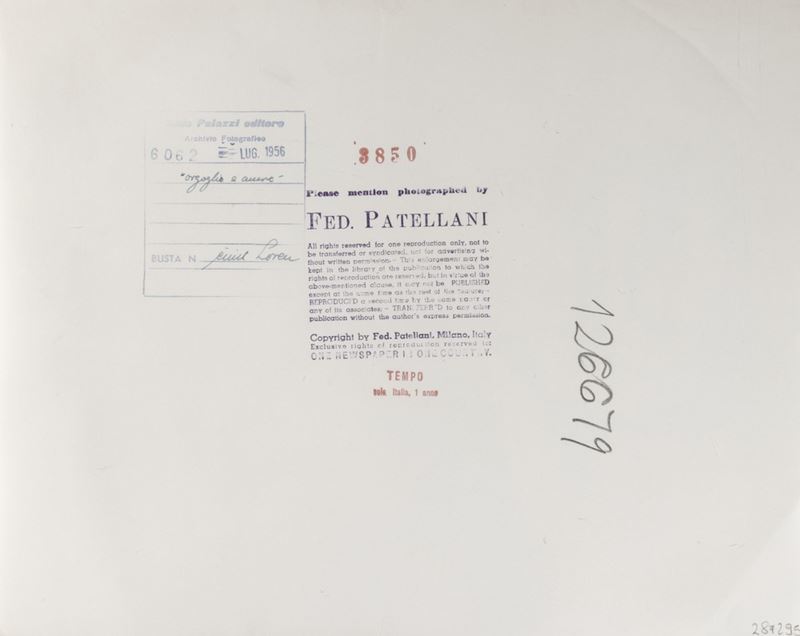 Palazzi editore
Archivio Fotografico
6062 LUG. 1956
"orgoglio e
BUSTA N Loren
3850
Please mention photographed by
FED. PATELLANI
All rights reserved for one reproduction only, not to
be transferred or syndicated, not for advertising wi-
thout written permission. - This enlargement may be
kept in the library of the publication to which the
rights of reproduction are reserved, but in virtue of the
above-mentioned clause, it may not be PUBLISHED
except at the same time as the rest of the feature; -
REPRODUCED a second time by the same paper or
any of its associates; - TRANSFERRED to any other
publication without the author's express permission.
Copyright by Fed. Patellani, Milano, Italy
Exclusive rights of reproduction reserved to:
ONE NEWSPAPER IN ONE COUNTRY.
TEMPO
sole Italia, 1 anno
126679